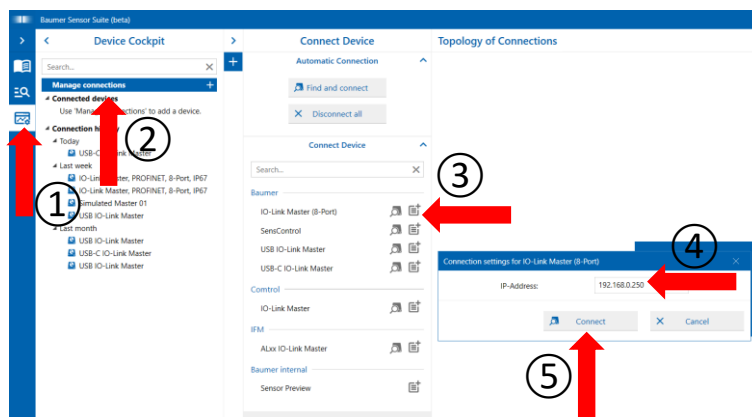 Baumer Sensor Suite (beta)
Device Cockpit
Search...
Manage connections
Connected devices
Use 'Man ctions' to add a device.
Connection hi y
Today
USB-C Link Master
Last week
IO-Link Master, PROFINET, 8-Port, IP67
IO-Link Master, PROFINET, 8-Port, IP67
Simulated Master 01
USB IO-Link Master
Last month
USB IO-Link Master
USB-C IO-Link Master
USB IO-Link Master
①
②
Connect Device
Automatic Connection
Find and connect
Disconnect all
Connect Device
Search...
Baumer
IO-Link Master (8-Port)
SensControl
USB IO-Link Master
USB-C IO-Link Master
Comtrol
IO-Link Master
IFM
ALxx IO-Link Master
Baumer internal
Sensor Preview
③
Topology of Connections
④
Connection settings for IO-Link Master (8-Port)
IP-Address:
192.168.0.250
Connect
Cancel
⑤